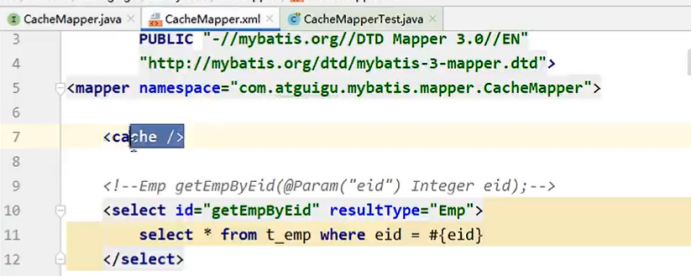 CacheMapper.java CacheMapper.xml CacheMapperTest.java
3 PUBLIC "-//mybatis.org//DTD Mapper 3.0//EN"
4 "http://mybatis.org/dtd/mybatis-3-mapper.dtd">
5 <mapper namespace="com.atguigu.mybatis.mapper.CacheMapper">
6
7 <cache />
8
9 <!--Emp getEmpByEid(@Param("eid") Integer eid);-->
10 <select id="getEmpByEid" resultType="Emp">
11 select * from t_emp where eid = #{eid}
12 </select>